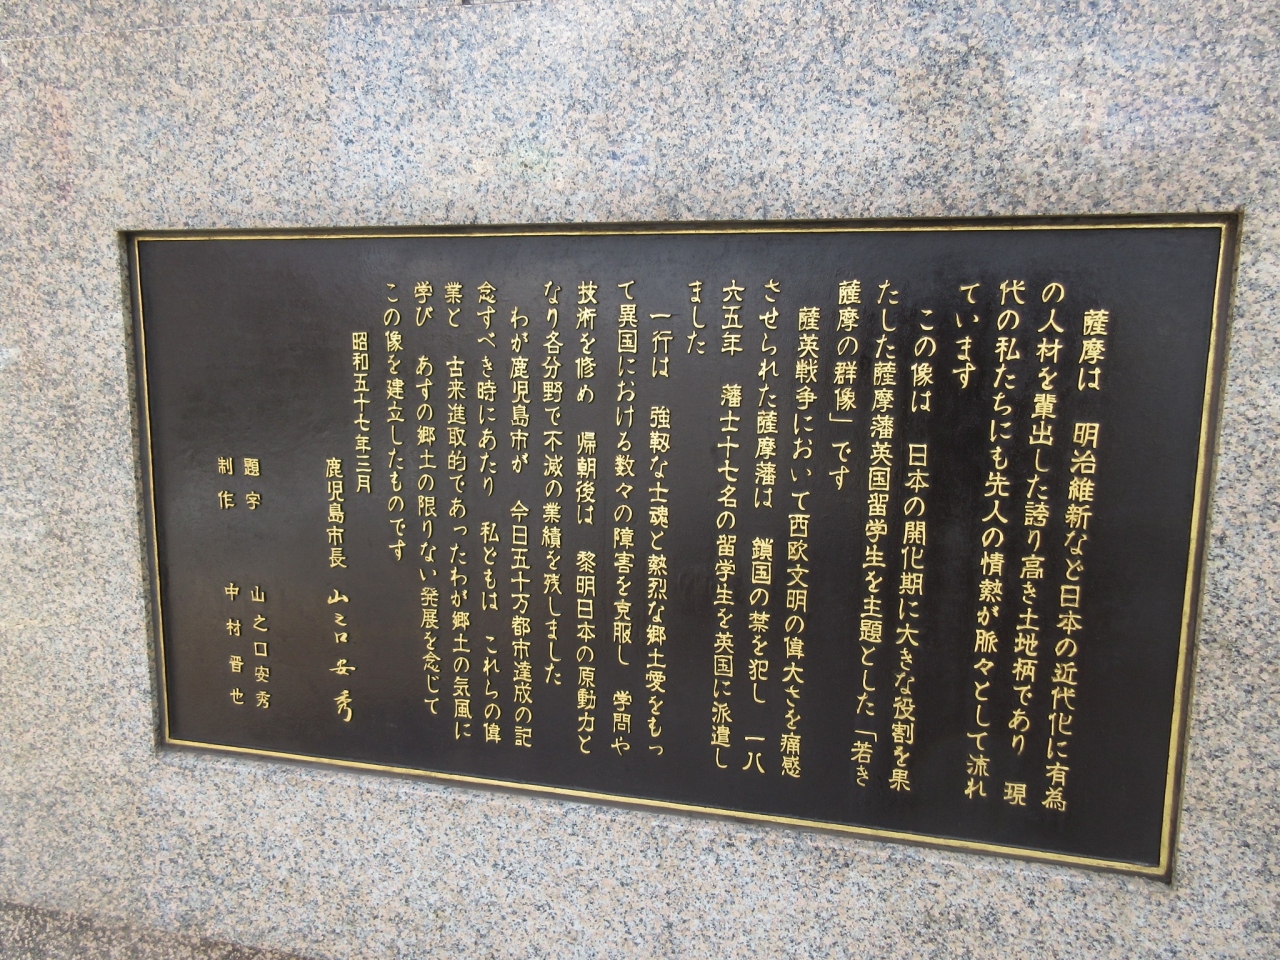 薩摩は 明治維新など日本の近代化に有為
の人材を輩出した誇り高き土地柄であり 現
代の私たちにも先人の情熱が脈々として流れ
ています
この像は 日本の開化期に大きな役割を果
たした薩摩藩英国留学生を主題とした「若き
薩摩の群像」です
薩英戦争において西欧文明の偉大さを痛感
させられた薩摩藩は 鎖国の禁を犯し 一八
六五年 藩士十七名の留学生を英国に派遣し
ました
一行は 強靱な士魂と熱烈な郷土愛をもっ
て異国における数々の障害を克服し 学問や
技術を修め 帰朝後は 黎明日本の原動力と
なり各分野で不滅の業績を残しました
わが鹿児島市が 今日五十万都市達成の記
念すべき時にあたり 私どもは これらの偉
業と 古来進取的であったわが郷土の気風に
学び あすの郷土の限りない発展を念じて
この像を建立したものです
昭和五十七年三月
鹿児島市長 山之口安秀
題字 山之口安秀
制作 中村晋也